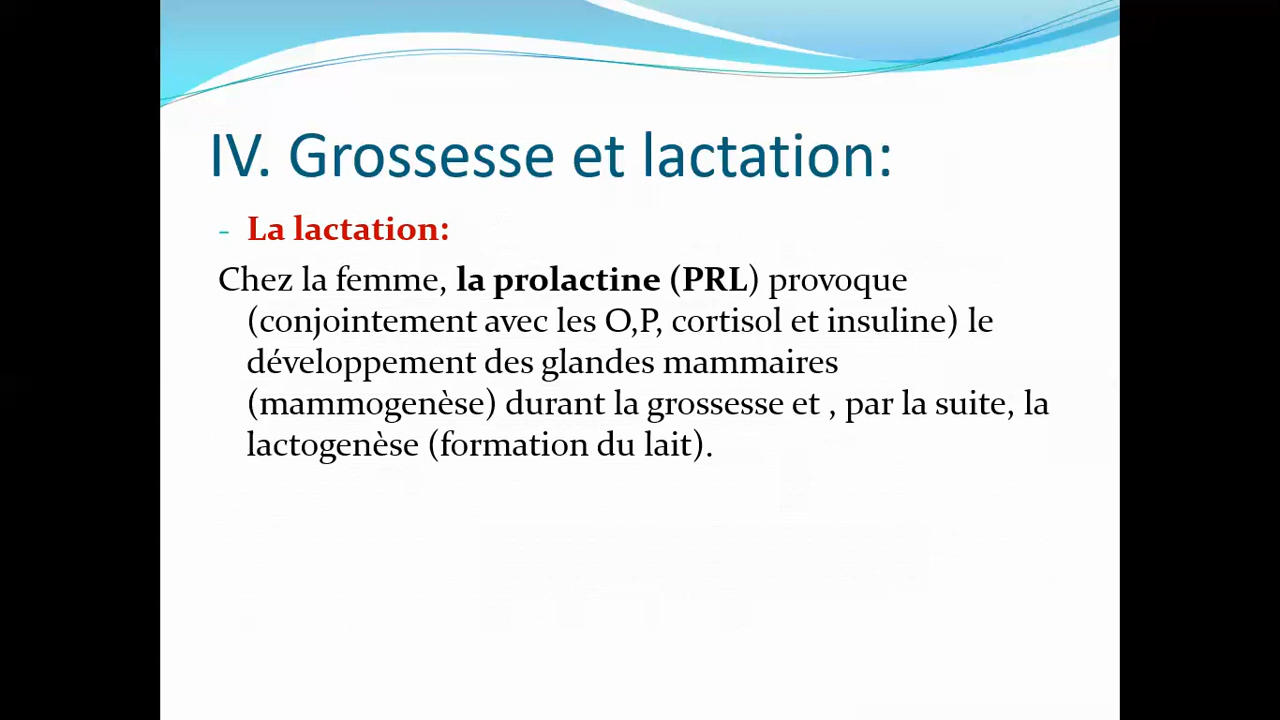 IV. Grossesse et lactation:
- La lactation:
Chez la femme, la prolactine (PRL) provoque
(conjointement avec les O,P, cortisol et insuline) le
développement des glandes mammaires
(mammogenèse) durant la grossesse et , par la suite, la
lactogenèse (formation du lait).